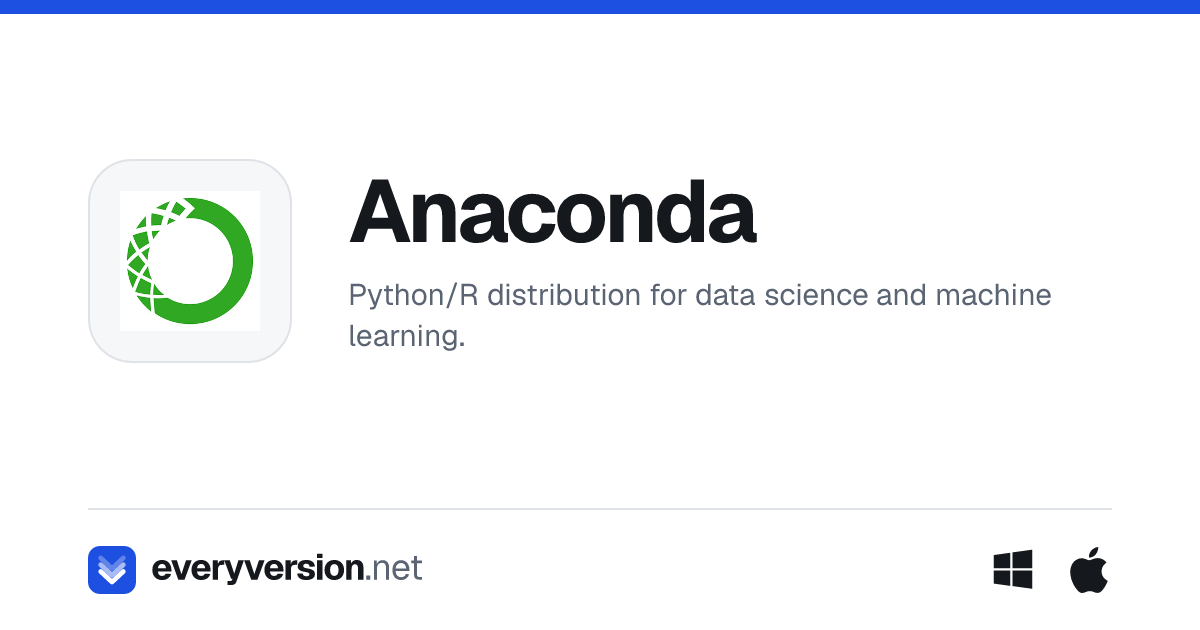 Anaconda
Python/R distribution for data science and machine
learning.
everyversion.net